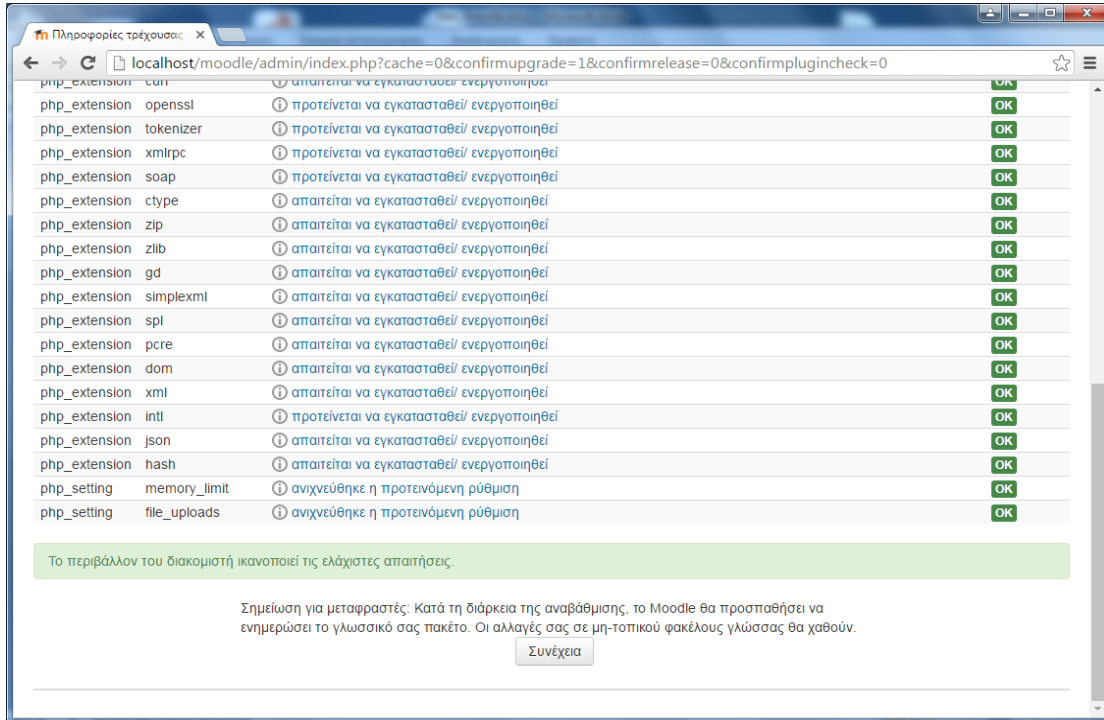 Πληροφορίες τρέχουσας
localhost/moodle/admin/index.php?cache=0&confirmupgrade=1&confirmrelease=0&confirmplugincheck=0
php_extension curl απαιτείται να εγκατασταθεί/ ενεργοποιηθεί OK
php_extension openssl προτείνεται να εγκατασταθεί/ ενεργοποιηθεί OK
php_extension tokenizer προτείνεται να εγκατασταθεί/ ενεργοποιηθεί OK
php_extension xmlrpc προτείνεται να εγκατασταθεί/ ενεργοποιηθεί OK
php_extension soap προτείνεται να εγκατασταθεί/ ενεργοποιηθεί OK
php_extension ctype απαιτείται να εγκατασταθεί/ ενεργοποιηθεί OK
php_extension zip απαιτείται να εγκατασταθεί/ ενεργοποιηθεί OK
php_extension zlib απαιτείται να εγκατασταθεί/ ενεργοποιηθεί OK
php_extension gd απαιτείται να εγκατασταθεί/ ενεργοποιηθεί OK
php_extension simplexml απαιτείται να εγκατασταθεί/ ενεργοποιηθεί OK
php_extension spl απαιτείται να εγκατασταθεί/ ενεργοποιηθεί OK
php_extension pcre απαιτείται να εγκατασταθεί/ ενεργοποιηθεί OK
php_extension dom απαιτείται να εγκατασταθεί/ ενεργοποιηθεί OK
php_extension xml απαιτείται να εγκατασταθεί/ ενεργοποιηθεί OK
php_extension intl προτείνεται να εγκατασταθεί/ ενεργοποιηθεί OK
php_extension json απαιτείται να εγκατασταθεί/ ενεργοποιηθεί OK
php_extension hash απαιτείται να εγκατασταθεί/ ενεργοποιηθεί OK
php_setting memory_limit ανιχνεύθηκε η προτεινόμενη ρύθμιση OK
php_setting file_uploads ανιχνεύθηκε η προτεινόμενη ρύθμιση OK
Το περιβάλλον του διακομιστή ικανοποιεί τις ελάχιστες απαιτήσεις.
Σημείωση για μεταφραστές: Κατά τη διάρκεια της αναβάθμισης, το Moodle θα προσπαθήσει να
ενημερώσει το γλωσσικό σας πακέτο. Οι αλλαγές σας σε μη-τοπικού φακέλους γλώσσας θα χαθούν.
Συνέχεια